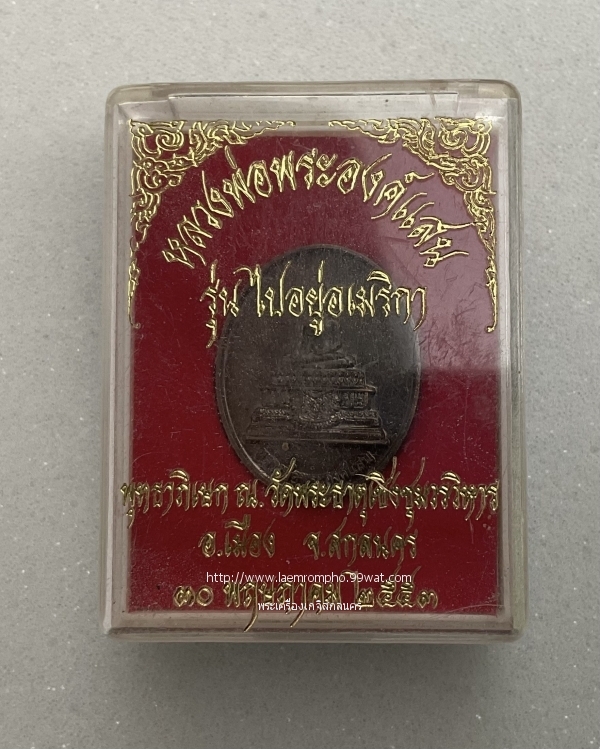 หลวงพ่อพระองค์แสน
รุ่น ไปอยู่อเมริกา
พุทธาภิเษก ณ. วัดพระธาตุเชิงชุมวรวิหาร
อ.เมือง จ.สกลนคร
http://www.laemrompho.99wat.com
๓๐ พฤษภาคม ๒๕๕๓
พระเครื่องเกจิสกลนคร